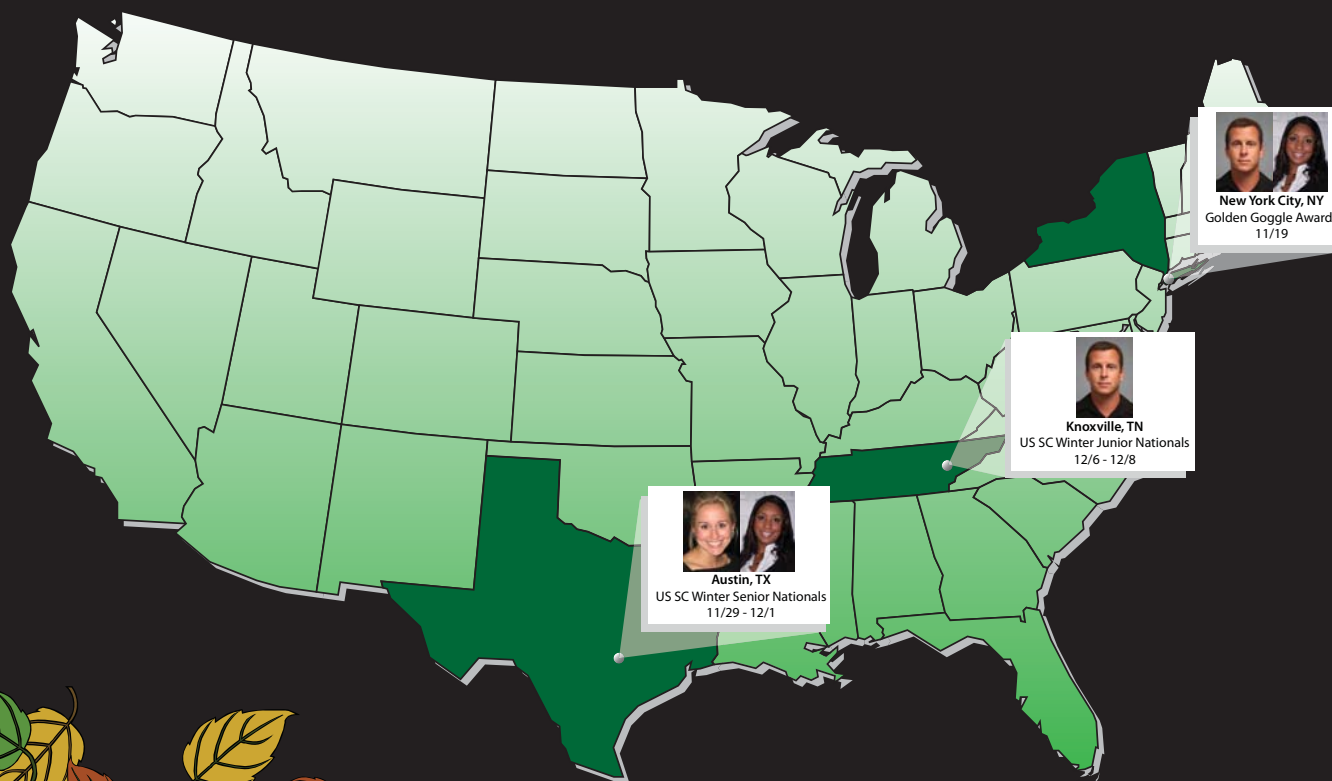 New York City, NY
Golden Goggle Award
11/19
Knoxville, TN
US SC Winter Junior Nationals
12/6 - 12/8
Austin, TX
US SC Winter Senior Nationals
11/29 - 12/1